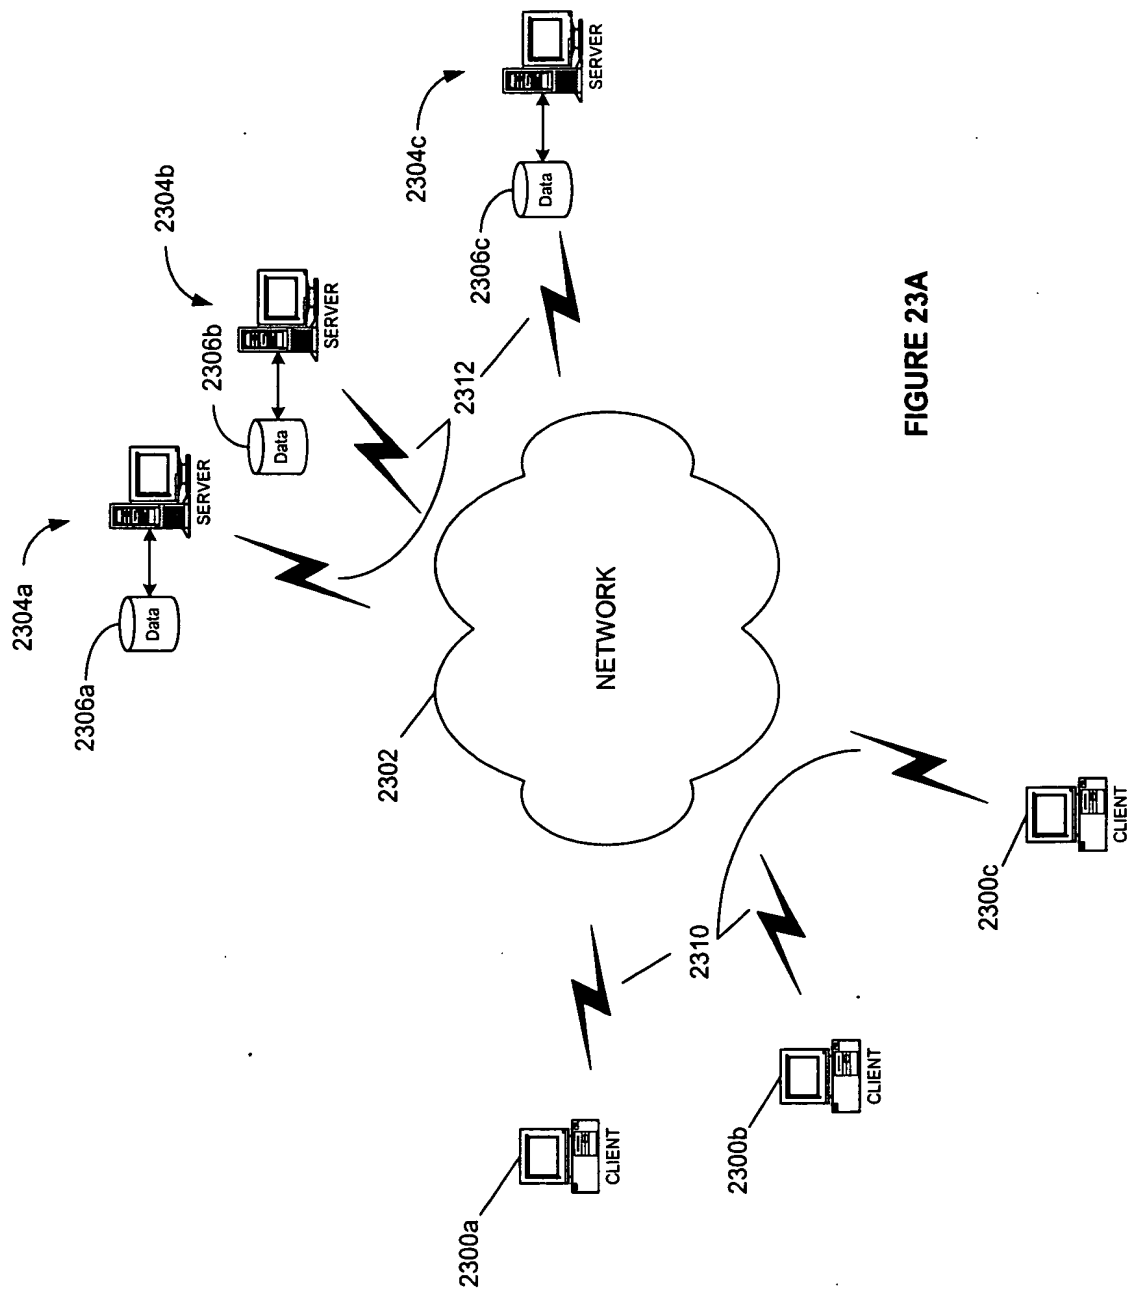 2304a
2306a
Data
SERVER
2304b
2306b
Data
SERVER
2304c
2306c
Data
SERVER
2312
2302
NETWORK
2310
2300a
CLIENT
2300b
CLIENT
2300c
CLIENT
FIGURE 23A